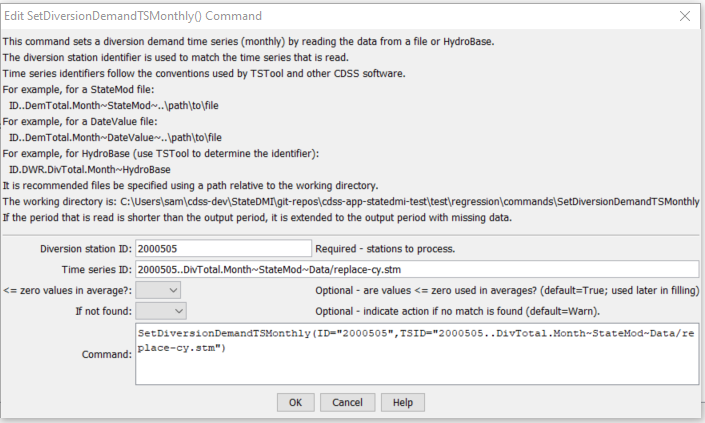 Edit SetDiversionDemandTSMonthly() Command
This command sets a diversion demand time series (monthly) by reading the data from a file or HydroBase.
The diversion station identifier is used to match the time series that is read.
Time series identifiers follow the conventions used by TSTool and other CDSS software.
For example, for a StateMod file:
ID..DemTotal.Month~StateMod~..\path\to\file
For example, for a DateValue file:
ID..DemTotal.Month~DateValue~..\path\to\file
For example, for HydroBase (use TSTool to determine the identifier):
ID.DWR.DivTotal.Month~HydroBase
It is recommended files be specified using a path relative to the working directory.
The working directory is: C:\Users\sam\cdss-dev\StateDMI\git-repos\cdss-app-statedmi-test\test\regression\commands\SetDiversionDemandTSMonthly
If the period that is read is shorter than the output period, it is extended to the output period with missing data.
Diversion station ID: 2000505 Required - stations to process.
Time series ID: 2000505..DivTotal.Month~StateMod~Data/replace-cy.stm
<= zero values in average?: Optional - are values <= zero used in averages? (default=True; used later in filling)
If not found: Optional - indicate action if no match is found (default=Warn).
Command: SetDiversionDemandTSMonthly(ID="2000505",TSID="2000505..DivTotal.Month~StateMod~Data/re
place-cy.stm")
OK Cancel Help